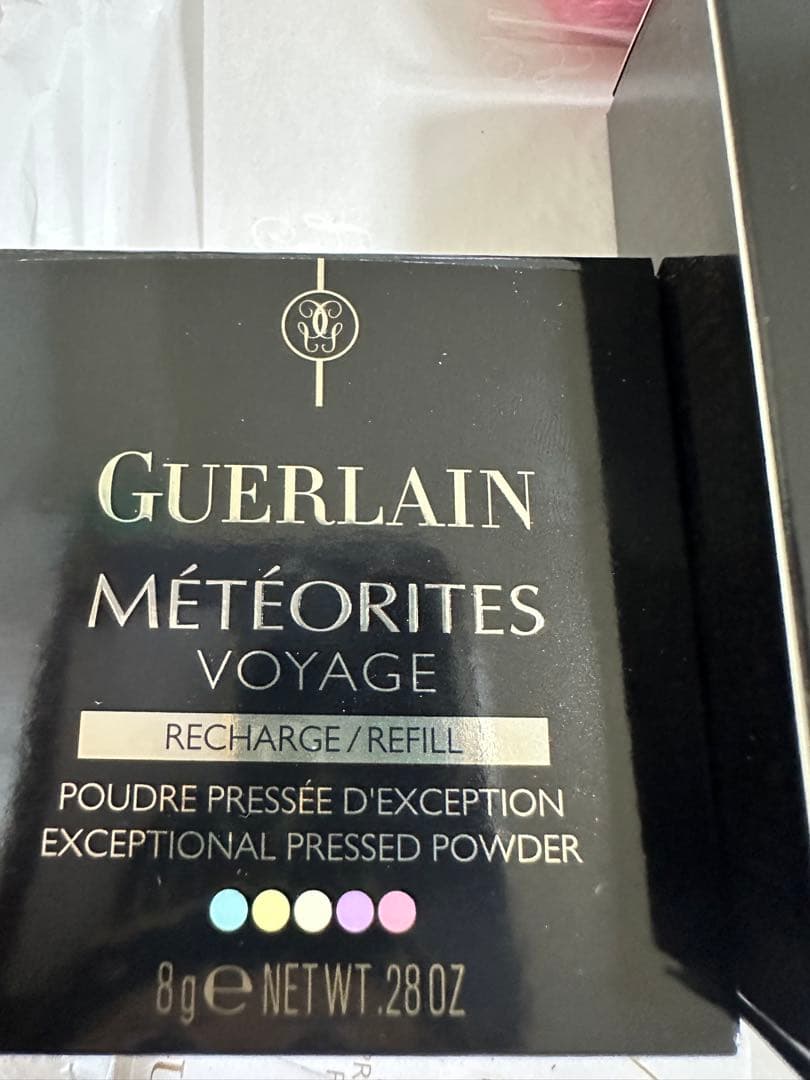 GUERLAIN
MÉTÉORITES
VOYAGE
RECHARGE/REFILL
POUDRE PRESSÉE D'EXCEPTION
EXCEPTIONAL PRESSED POWDER
8g e NET WT .28 OZ